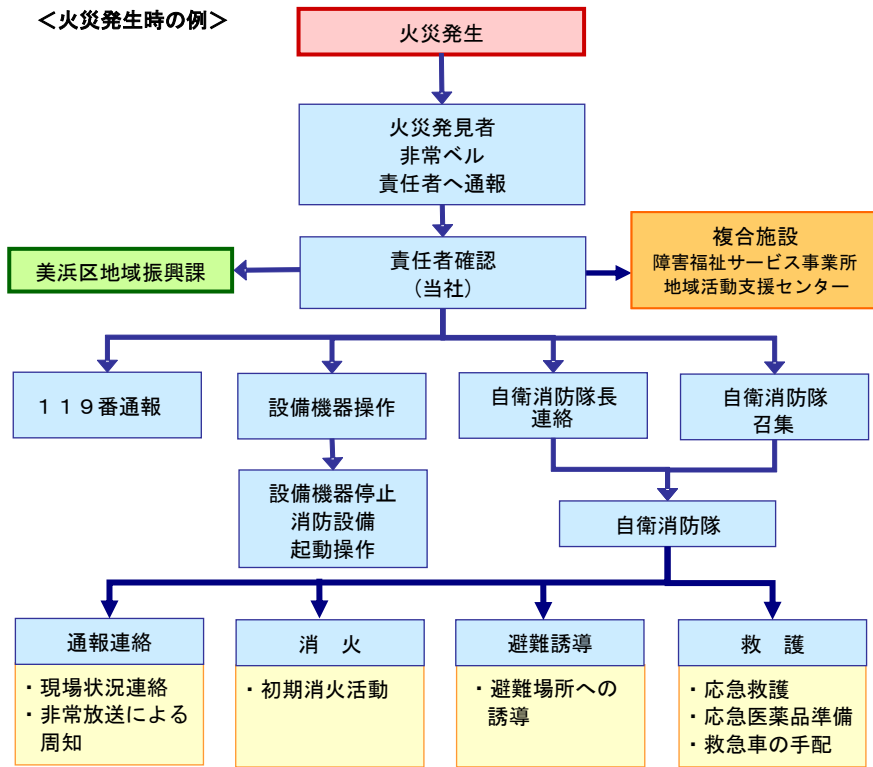 ＜火災発生時の例＞
火災発生
火災発見者
非常ベル
責任者へ通報
美浜区地域振興課
責任者確認
（当社）
複合施設
障害福祉サービス事業所
地域活動支援センター
１１９番通報
設備機器操作
自衛消防隊長
連絡
自衛消防隊
召集
設備機器停止
消防設備
起動操作
自衛消防隊
通報連絡
・現場状況連絡
・非常放送による
周知
消　火
・初期消火活動
避難誘導
・避難場所への
誘導
救　護
・応急救護
・応急医薬品準備
・救急車の手配